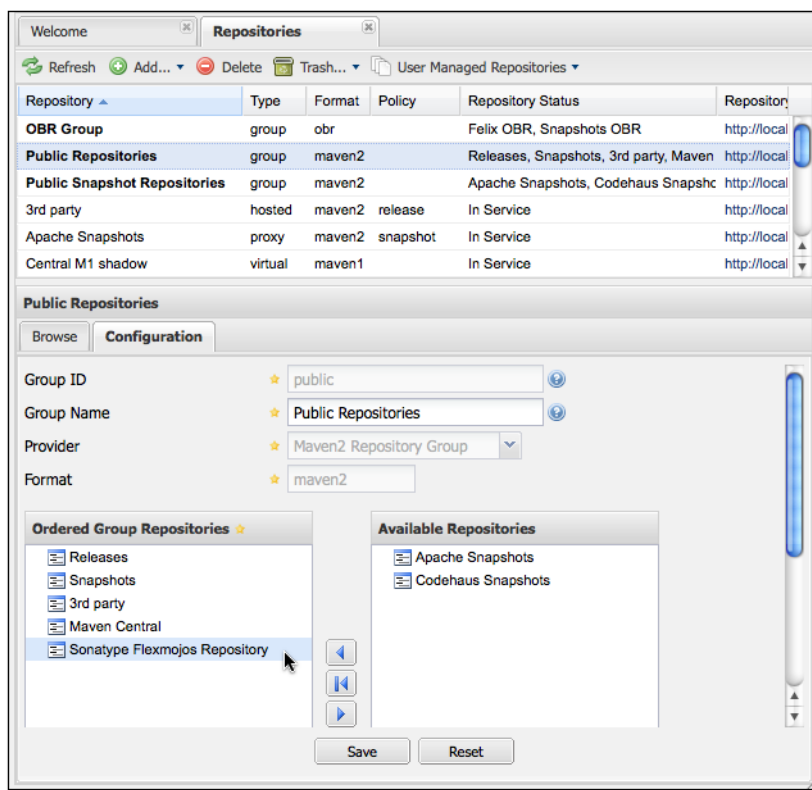 Welcome Repositories
Refresh Add... Delete Trash... User Managed Repositories
Repository Type Format Policy Repository Status Repository
OBR Group group obr Felix OBR, Snapshots OBR http://local
Public Repositories group maven2 Releases, Snapshots, 3rd party, Maven http://local
Public Snapshot Repositories group maven2 Apache Snapshots, Codehaus Snapshc http://local
3rd party hosted maven2 release In Service http://local
Apache Snapshots proxy maven2 snapshot In Service http://local
Central M1 shadow virtual maven1 In Service http://local
Public Repositories
Browse Configuration
Group ID public
Group Name Public Repositories
Provider Maven2 Repository Group
Format maven2
Ordered Group Repositories Available Repositories
Releases Apache Snapshots
Snapshots Codehaus Snapshots
3rd party
Maven Central
Sonatype Flexmojos Repository
Save Reset